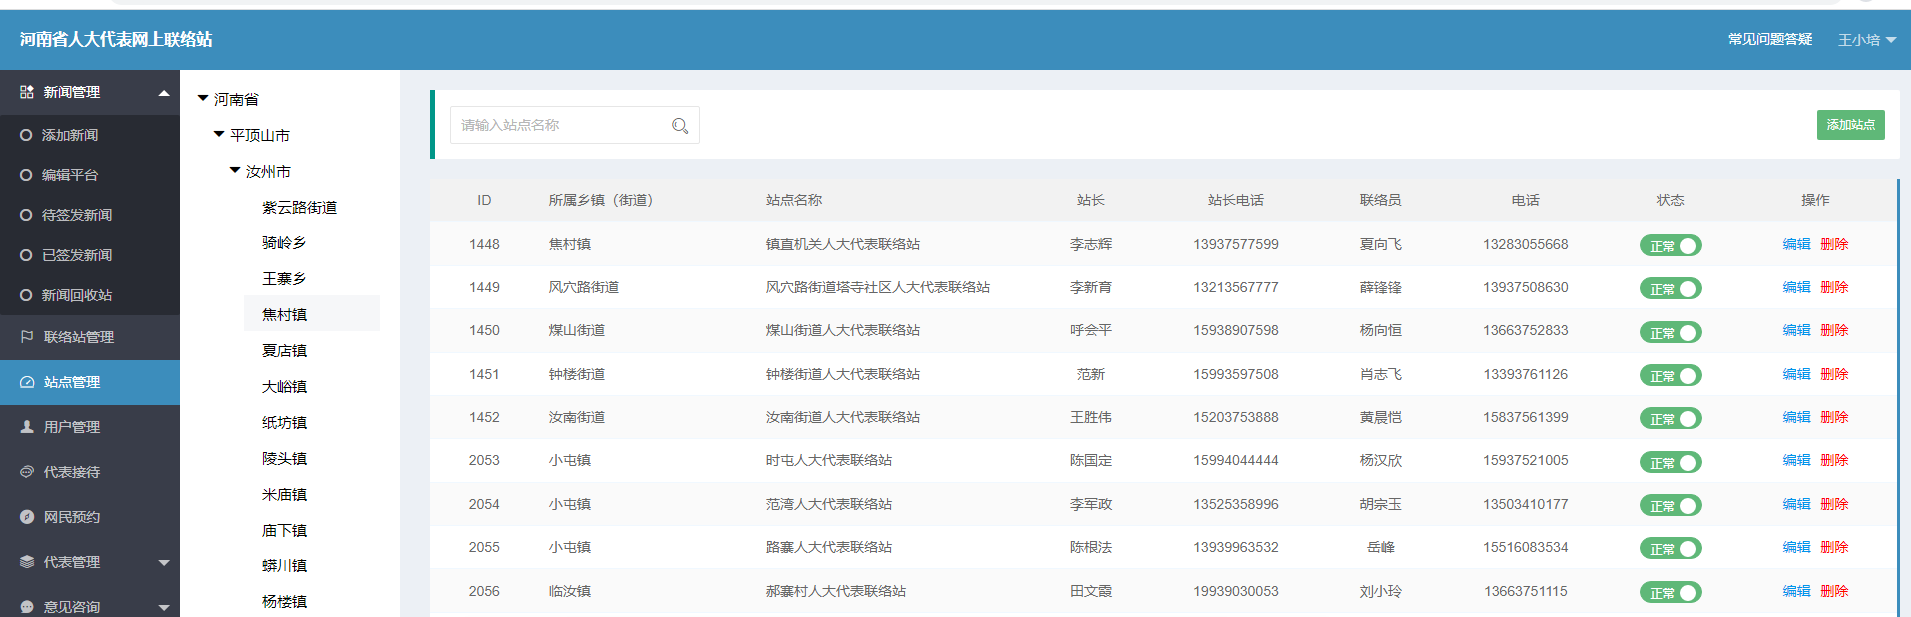 河南省人大代表网上联络站
常见问题答疑 王小培
新闻管理
添加新闻
编辑平台
待签发新闻
已签发新闻
新闻回收站
联络站管理
站点管理
用户管理
代表接待
网民预约
代表管理
意见咨询
河南省
平顶山市
汝州市
紫云路街道
骑岭乡
王寨乡
焦村镇
夏店镇
大峪镇
纸坊镇
陵头镇
米庙镇
庙下镇
蟒川镇
杨楼镇
请输入站点名称
添加站点
ID 所属乡镇（街道） 站点名称 站长 站长电话 联络员 电话 状态 操作
1448 焦村镇 镇直机关人大代表联络站 李志辉 13937577599 夏向飞 13283055668 正常 编辑 删除
1449 风穴路街道 风穴路街道塔寺社区人大代表联络站 李新育 13213567777 薛锋锋 13937508630 正常 编辑 删除
1450 煤山街道 煤山街道人大代表联络站 呼会平 15938907598 杨向恒 13663752833 正常 编辑 删除
1451 钟楼街道 钟楼街道人大代表联络站 范新 15993597508 肖志飞 13393761126 正常 编辑 删除
1452 汝南街道 汝南街道人大代表联络站 王胜伟 15203753888 黄晨恺 15837561399 正常 编辑 删除
2053 小屯镇 时屯人大代表联络站 陈国定 15994044444 杨汉欣 15937521005 正常 编辑 删除
2054 小屯镇 范湾人大代表联络站 李军政 13525358996 胡宗玉 13503410177 正常 编辑 删除
2055 小屯镇 路寨人大代表联络站 陈根法 13939963532 岳峰 15516083534 正常 编辑 删除
2056 临汝镇 郝寨村人大代表联络站 田文霞 19939030053 刘小玲 13663751115 正常 编辑 删除